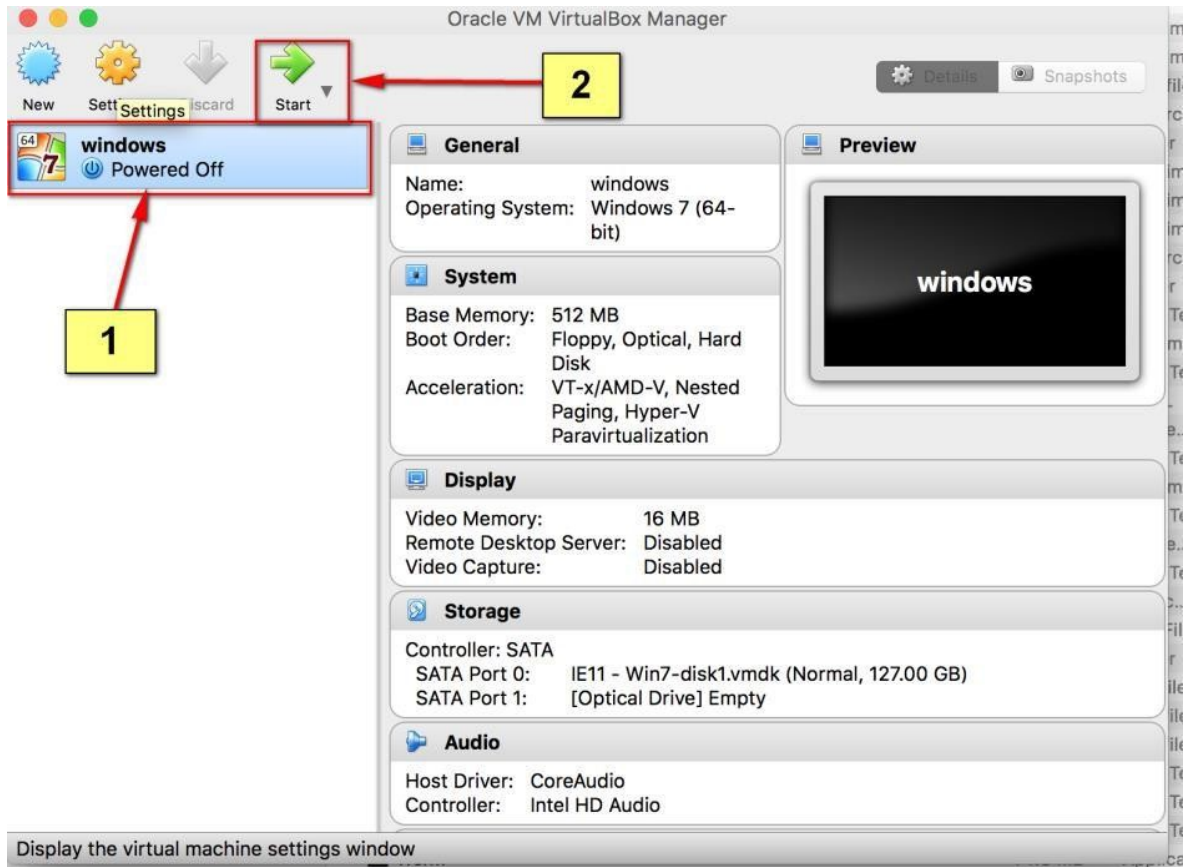 Oracle VM VirtualBox Manager
New
Settings
iscard
Start
2
Details
Snapshots
64
7
windows
Powered Off
1
General
Name: windows
Operating System: Windows 7 (64-
bit)
Preview
windows
System
Base Memory: 512 MB
Boot Order: Floppy, Optical, Hard
Disk
Acceleration: VT-x/AMD-V, Nested
Paging, Hyper-V
Paravirtualization
Display
Video Memory: 16 MB
Remote Desktop Server: Disabled
Video Capture: Disabled
Storage
Controller: SATA
SATA Port 0: IE11 - Win7-disk1.vmdk (Normal, 127.00 GB)
SATA Port 1: [Optical Drive] Empty
Audio
Host Driver: CoreAudio
Controller: Intel HD Audio
Display the virtual machine settings window